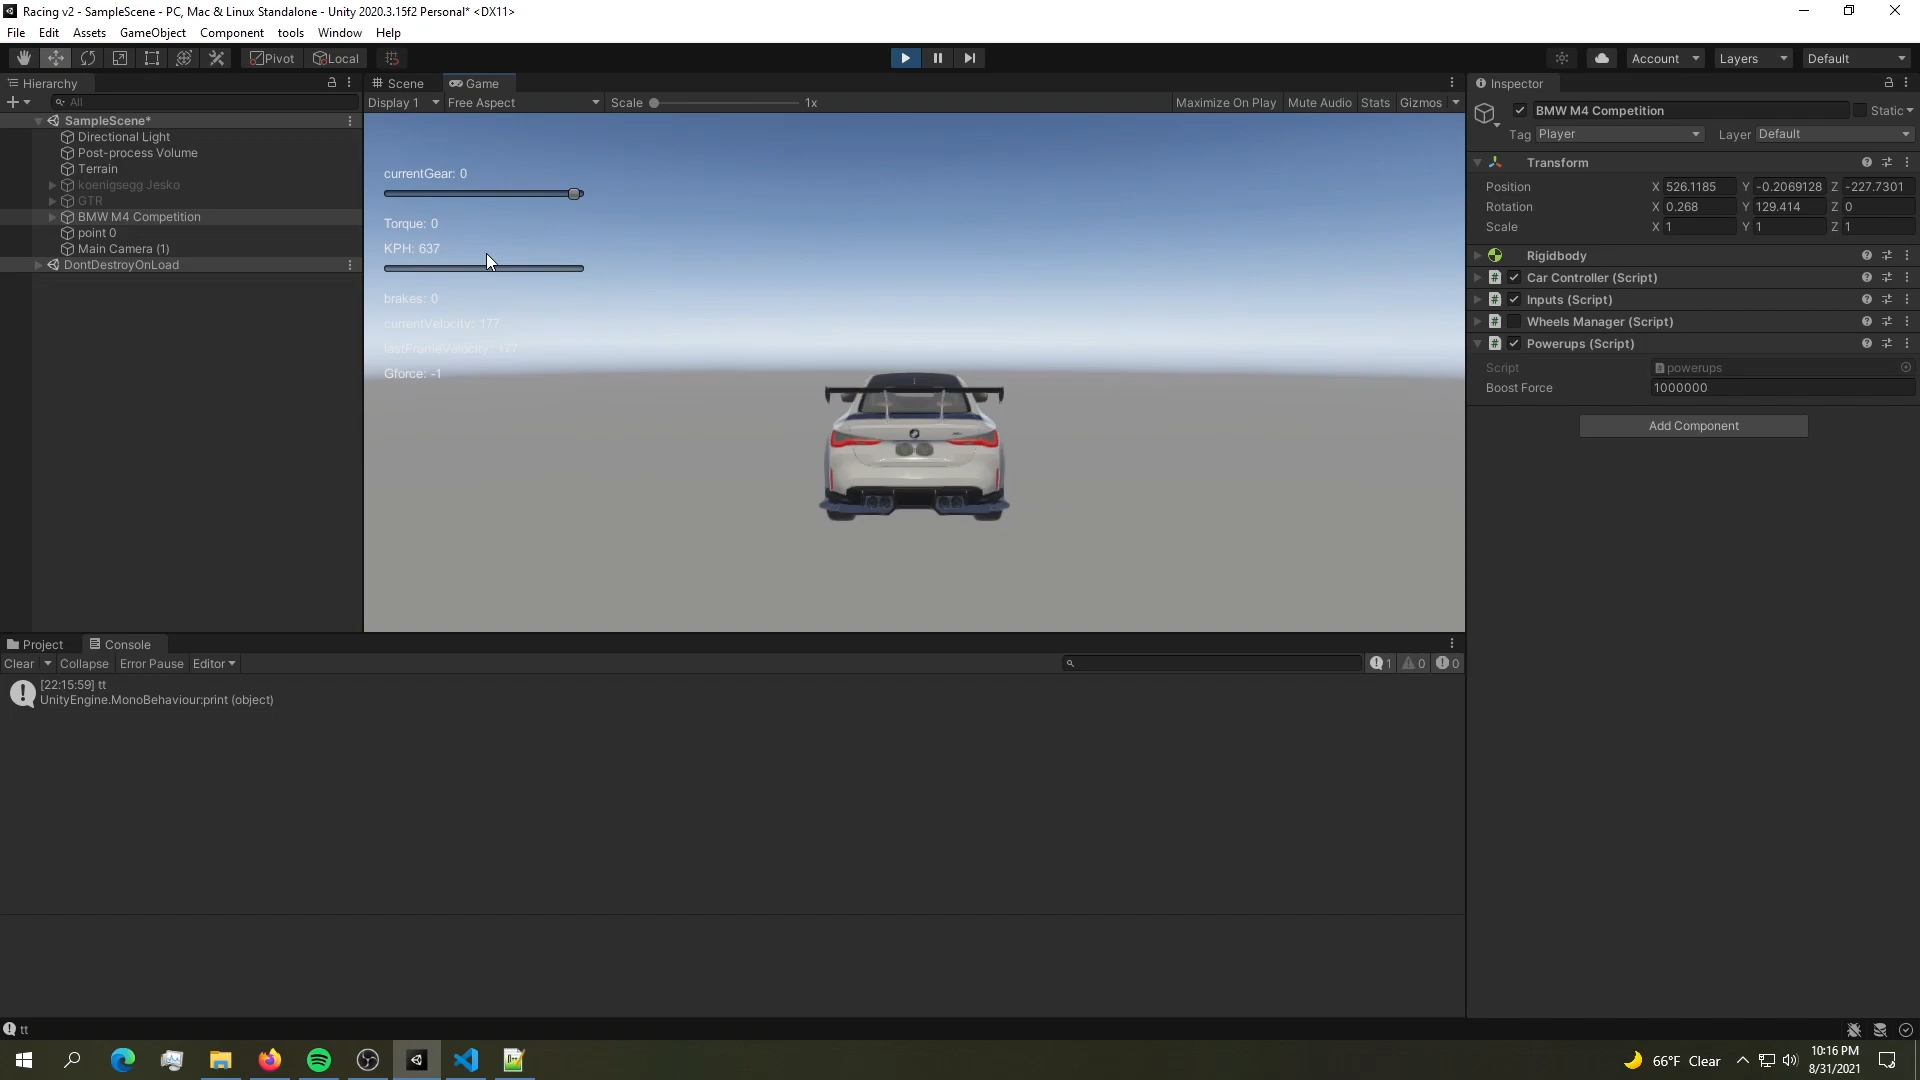 Racing v2 - SampleScene - PC, Mac & Linux Standalone - Unity 2020.3.15f2 Personal* <DX11>
File Edit Assets GameObject Component tools Window Help
Pivot Local Account Layers Default
Hierarchy
All
SampleScene*
Directional Light
Post-process Volume
Terrain
koenigsegg Jesko
GTR
BMW M4 Competition
point 0
Main Camera (1)
DontDestroyOnLoad
Scene Game
Display 1 Free Aspect Scale 1x Maximize On Play Mute Audio Stats Gizmos
currentGear: 0
Torque: 0
KPH: 637
brakes: 0
currentVelocity: 177
lastFrameVelocity: 177
Gforce: -1
Inspector
BMW M4 Competition Static
Tag Player Layer Default
Transform
Position X 526.1185 Y -0.2069128 Z -227.7301
Rotation X 0.268 Y 129.414 Z 0
Scale X 1 Y 1 Z 1
Rigidbody
Car Controller (Script)
Inputs (Script)
Wheels Manager (Script)
Powerups (Script)
Script powerups
Boost Force 1000000
Add Component
Project Console
Clear Collapse Error Pause Editor 1 0 0
[22:15:59] tt
UnityEngine.MonoBehaviour:print (object)
tt
66°F Clear
10:16 PM
8/31/2021